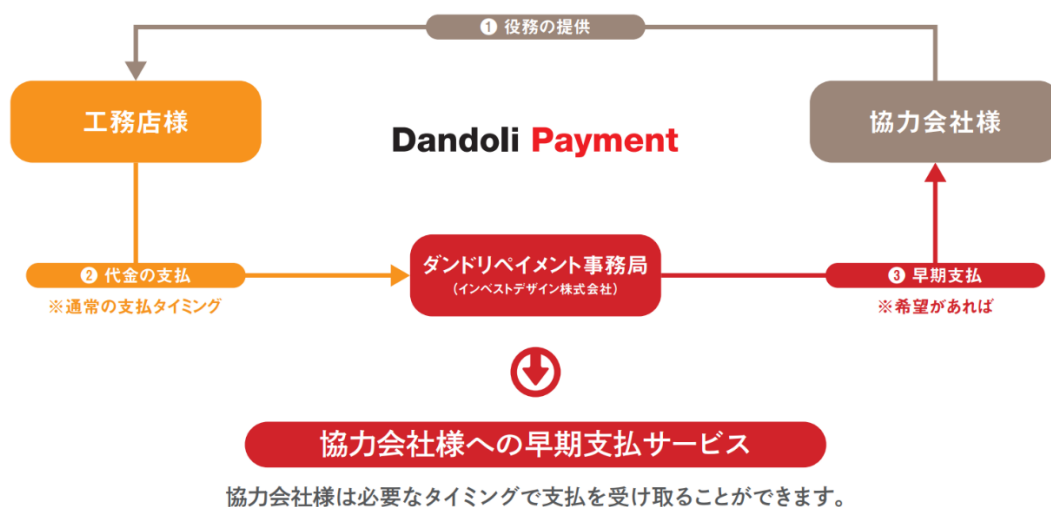 ❶ 役務の提供
工務店様
協力会社様
Dandoli Payment
❷ 代金の支払
※通常の支払タイミング
ダンドリペイメント事務局
(インベストデザイン株式会社)
❸ 早期支払
※希望があれば
協力会社様への早期支払サービス
協力会社様は必要なタイミングで支払を受け取ることができます。